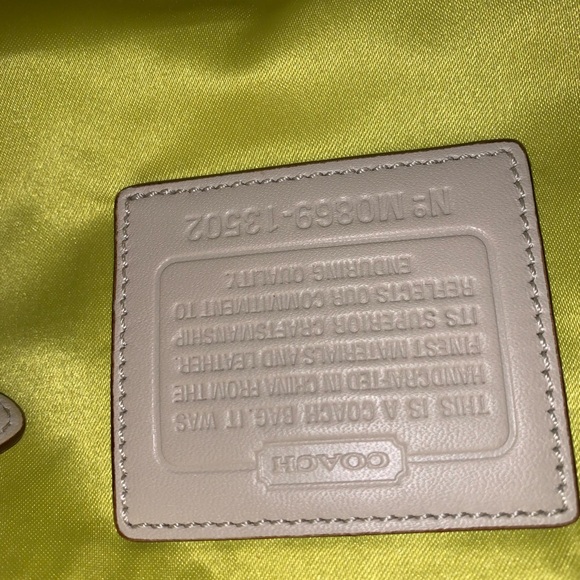 COACH
THIS IS A COACH BAG. IT WAS
HANDCRAFTED IN CHINA FROM THE
FINEST MATERIALS AND LEATHER.
ITS SUPERIOR CRAFTSMANSHIP
REFLECTS OUR COMMITMENT TO
ENDURING QUALITY.
Nº M0869-13502